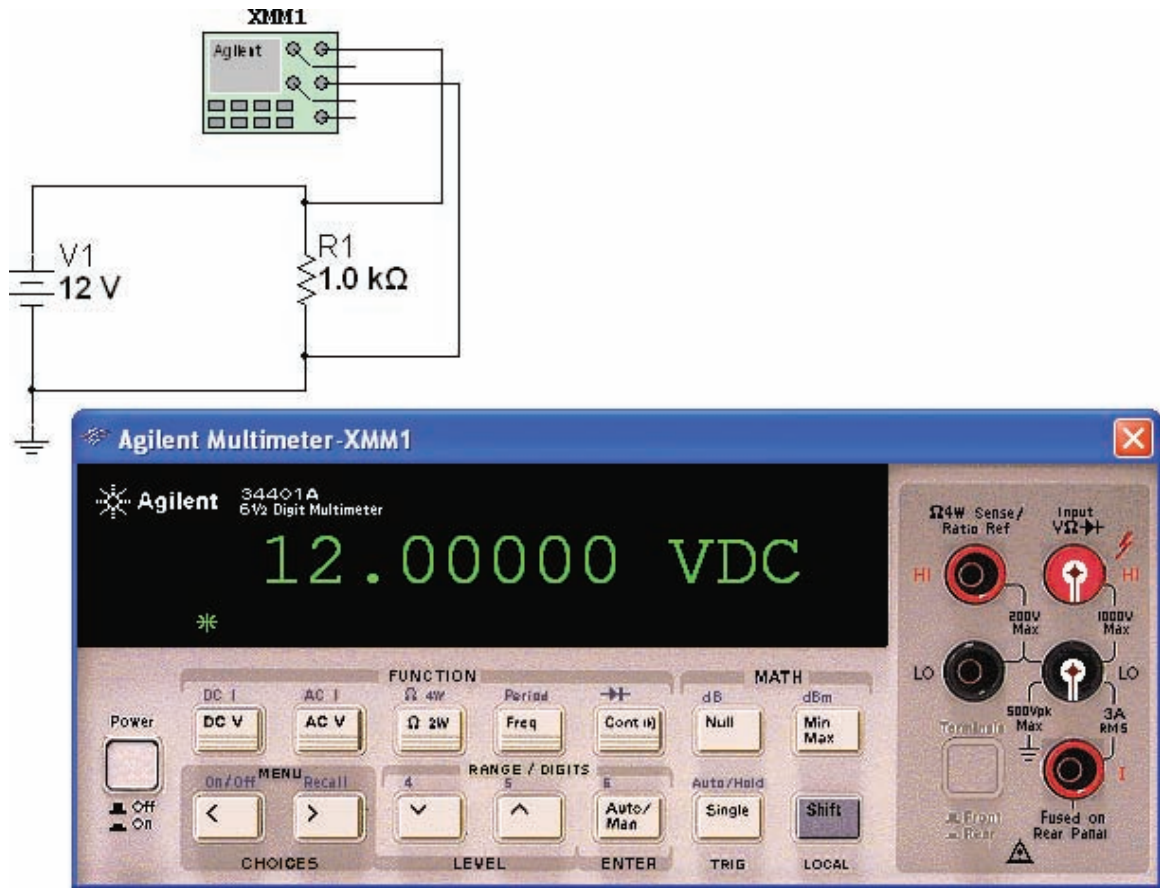 XMM1
Agilent
V1
12 V
R1
1.0 kΩ
Agilent Multimeter-XMM1
Agilent
34401A
6½ Digit Multimeter
12.00000 VDC
*
Ω4W Sense/
Ratio Ref
Input
VΩ
HI
HI
200V
Max
1000V
Max
LO
LO
500Vpk
Max
3A
RMS
Terminals
I
Front
Rear
Fused on
Rear Panal
Power
Off
On
FUNCTION
MATH
DC I
AC I
Ω 4W
Period
dB
dBm
DC V
AC V
Ω 2W
Freq
Cont
Null
Min
Max
MENU
RANGE / DIGITS
On/Off
Recall
4
5
6
Auto/Hold
<
>
Auto/
Man
Single
Shift
CHOICES
LEVEL
ENTER
TRIG
LOCAL